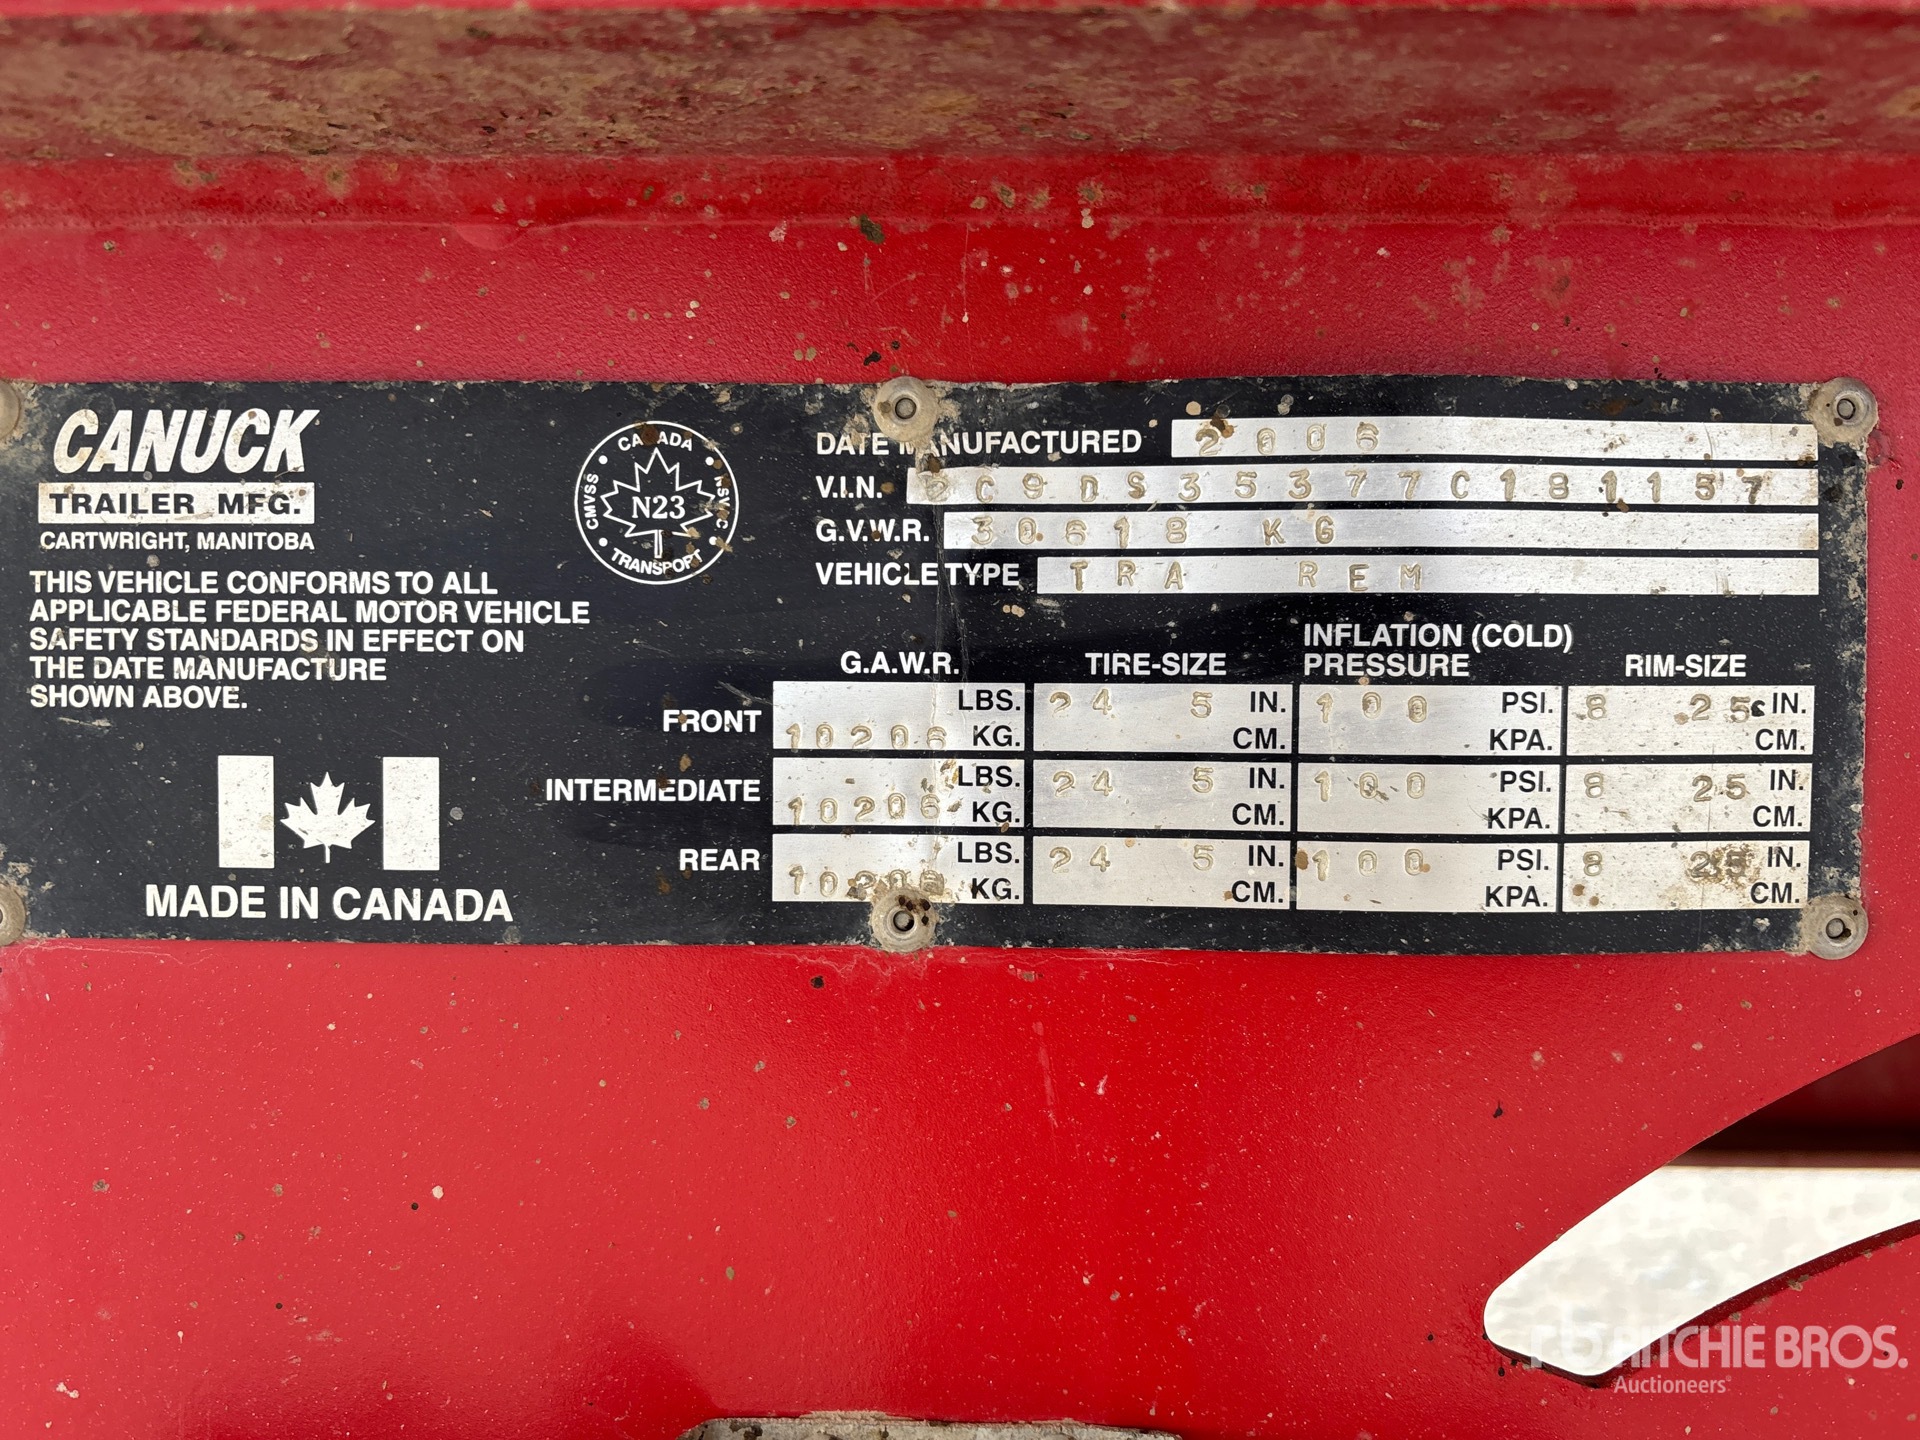 CANUCK
TRAILER MFG.
CARTWRIGHT, MANITOBA
THIS VEHICLE CONFORMS TO ALL
APPLICABLE FEDERAL MOTOR VEHICLE
SAFETY STANDARDS IN EFFECT ON
THE DATE MANUFACTURE
SHOWN ABOVE.
MADE IN CANADA
CANADA
CMVSS
NSVAC
N23
TRANSPORT
DATE MANUFACTURED 2006
V.I.N. 2C9DS35377C181157
G.V.W.R. 30618 KG
VEHICLE TYPE TRA REM
G.A.W.R. TIRE-SIZE INFLATION (COLD) PRESSURE RIM-SIZE
FRONT 10206 LBS. KG. 24 5 IN. CM. 100 PSI. KPA. 8 25 IN. CM.
INTERMEDIATE 10206 LBS. KG. 24 5 IN. CM. 100 PSI. KPA. 8 25 IN. CM.
REAR 10206 LBS. KG. 24 5 IN. CM. 100 PSI. KPA. 8 25 IN. CM.
rb RITCHIE BROS.
Auctioneers